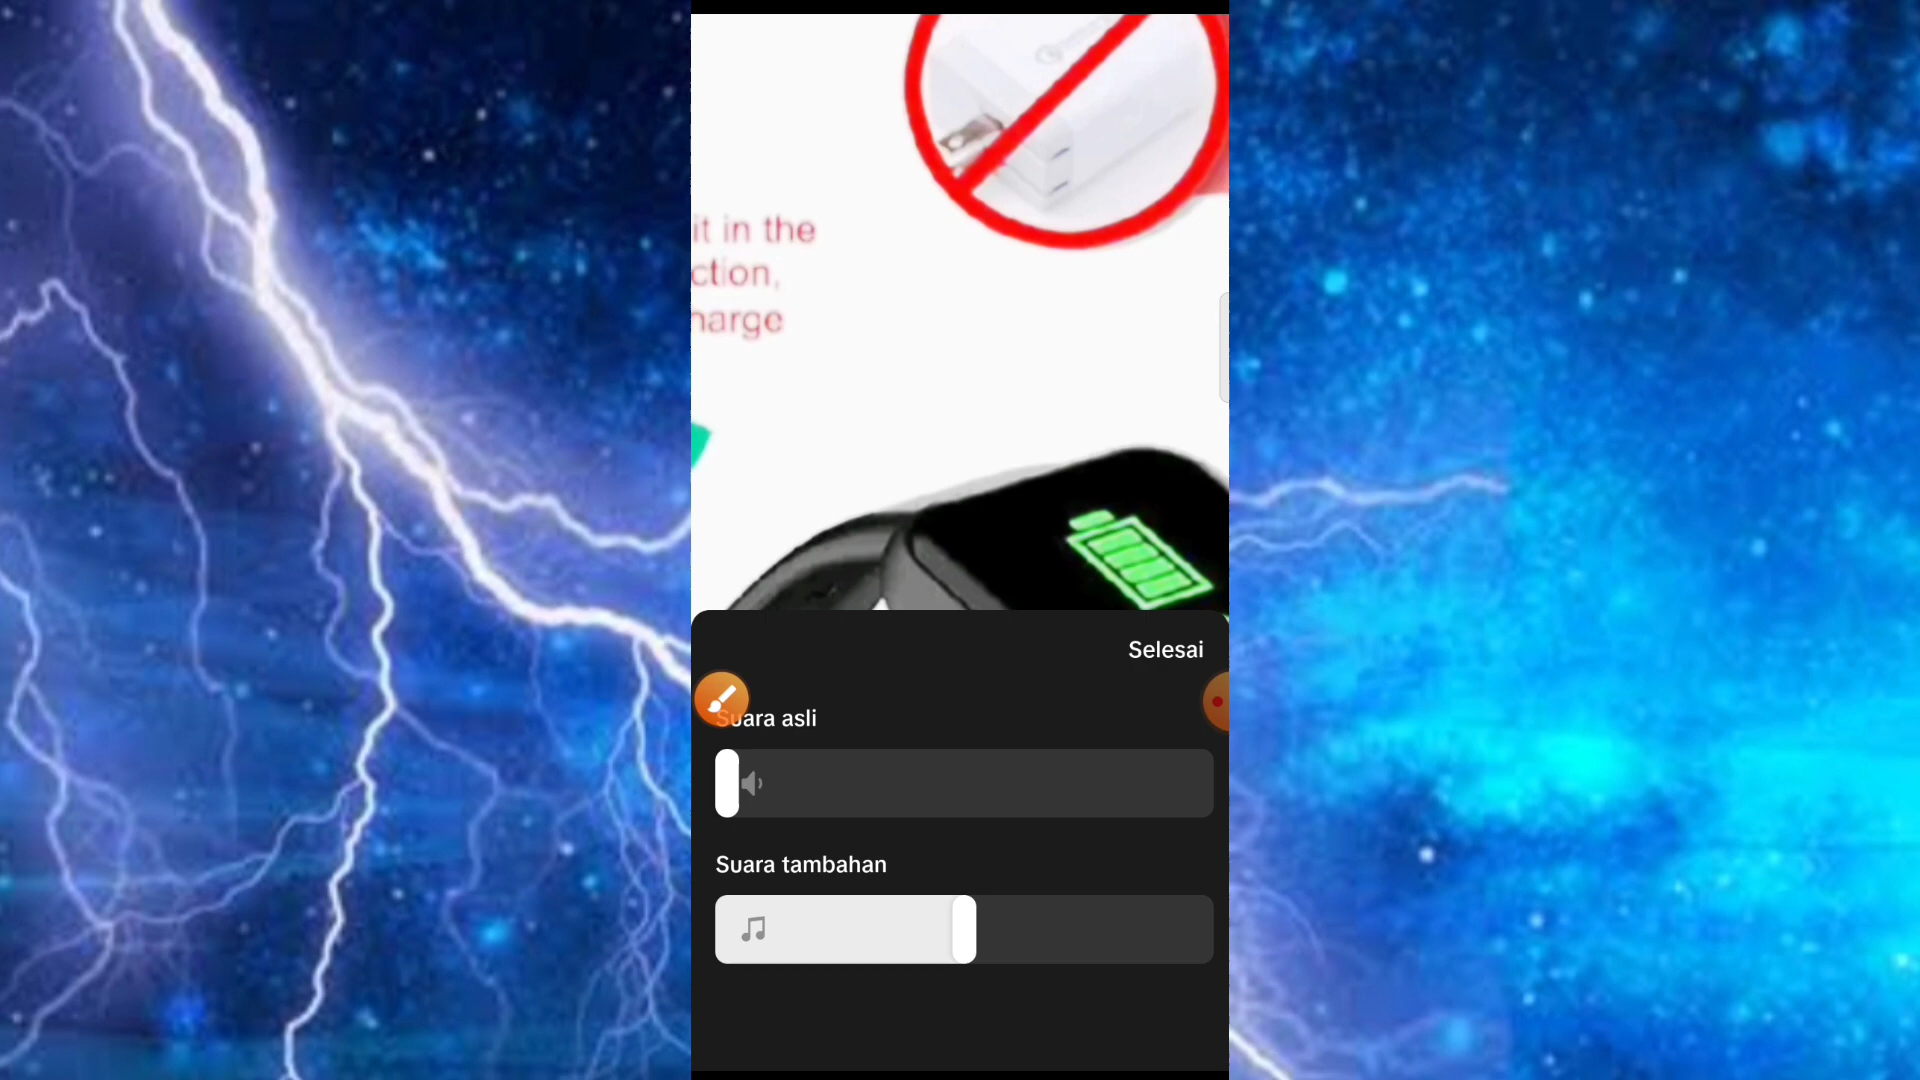 it in the
ction,
harge
Selesai
Suara asli
Suara tambahan